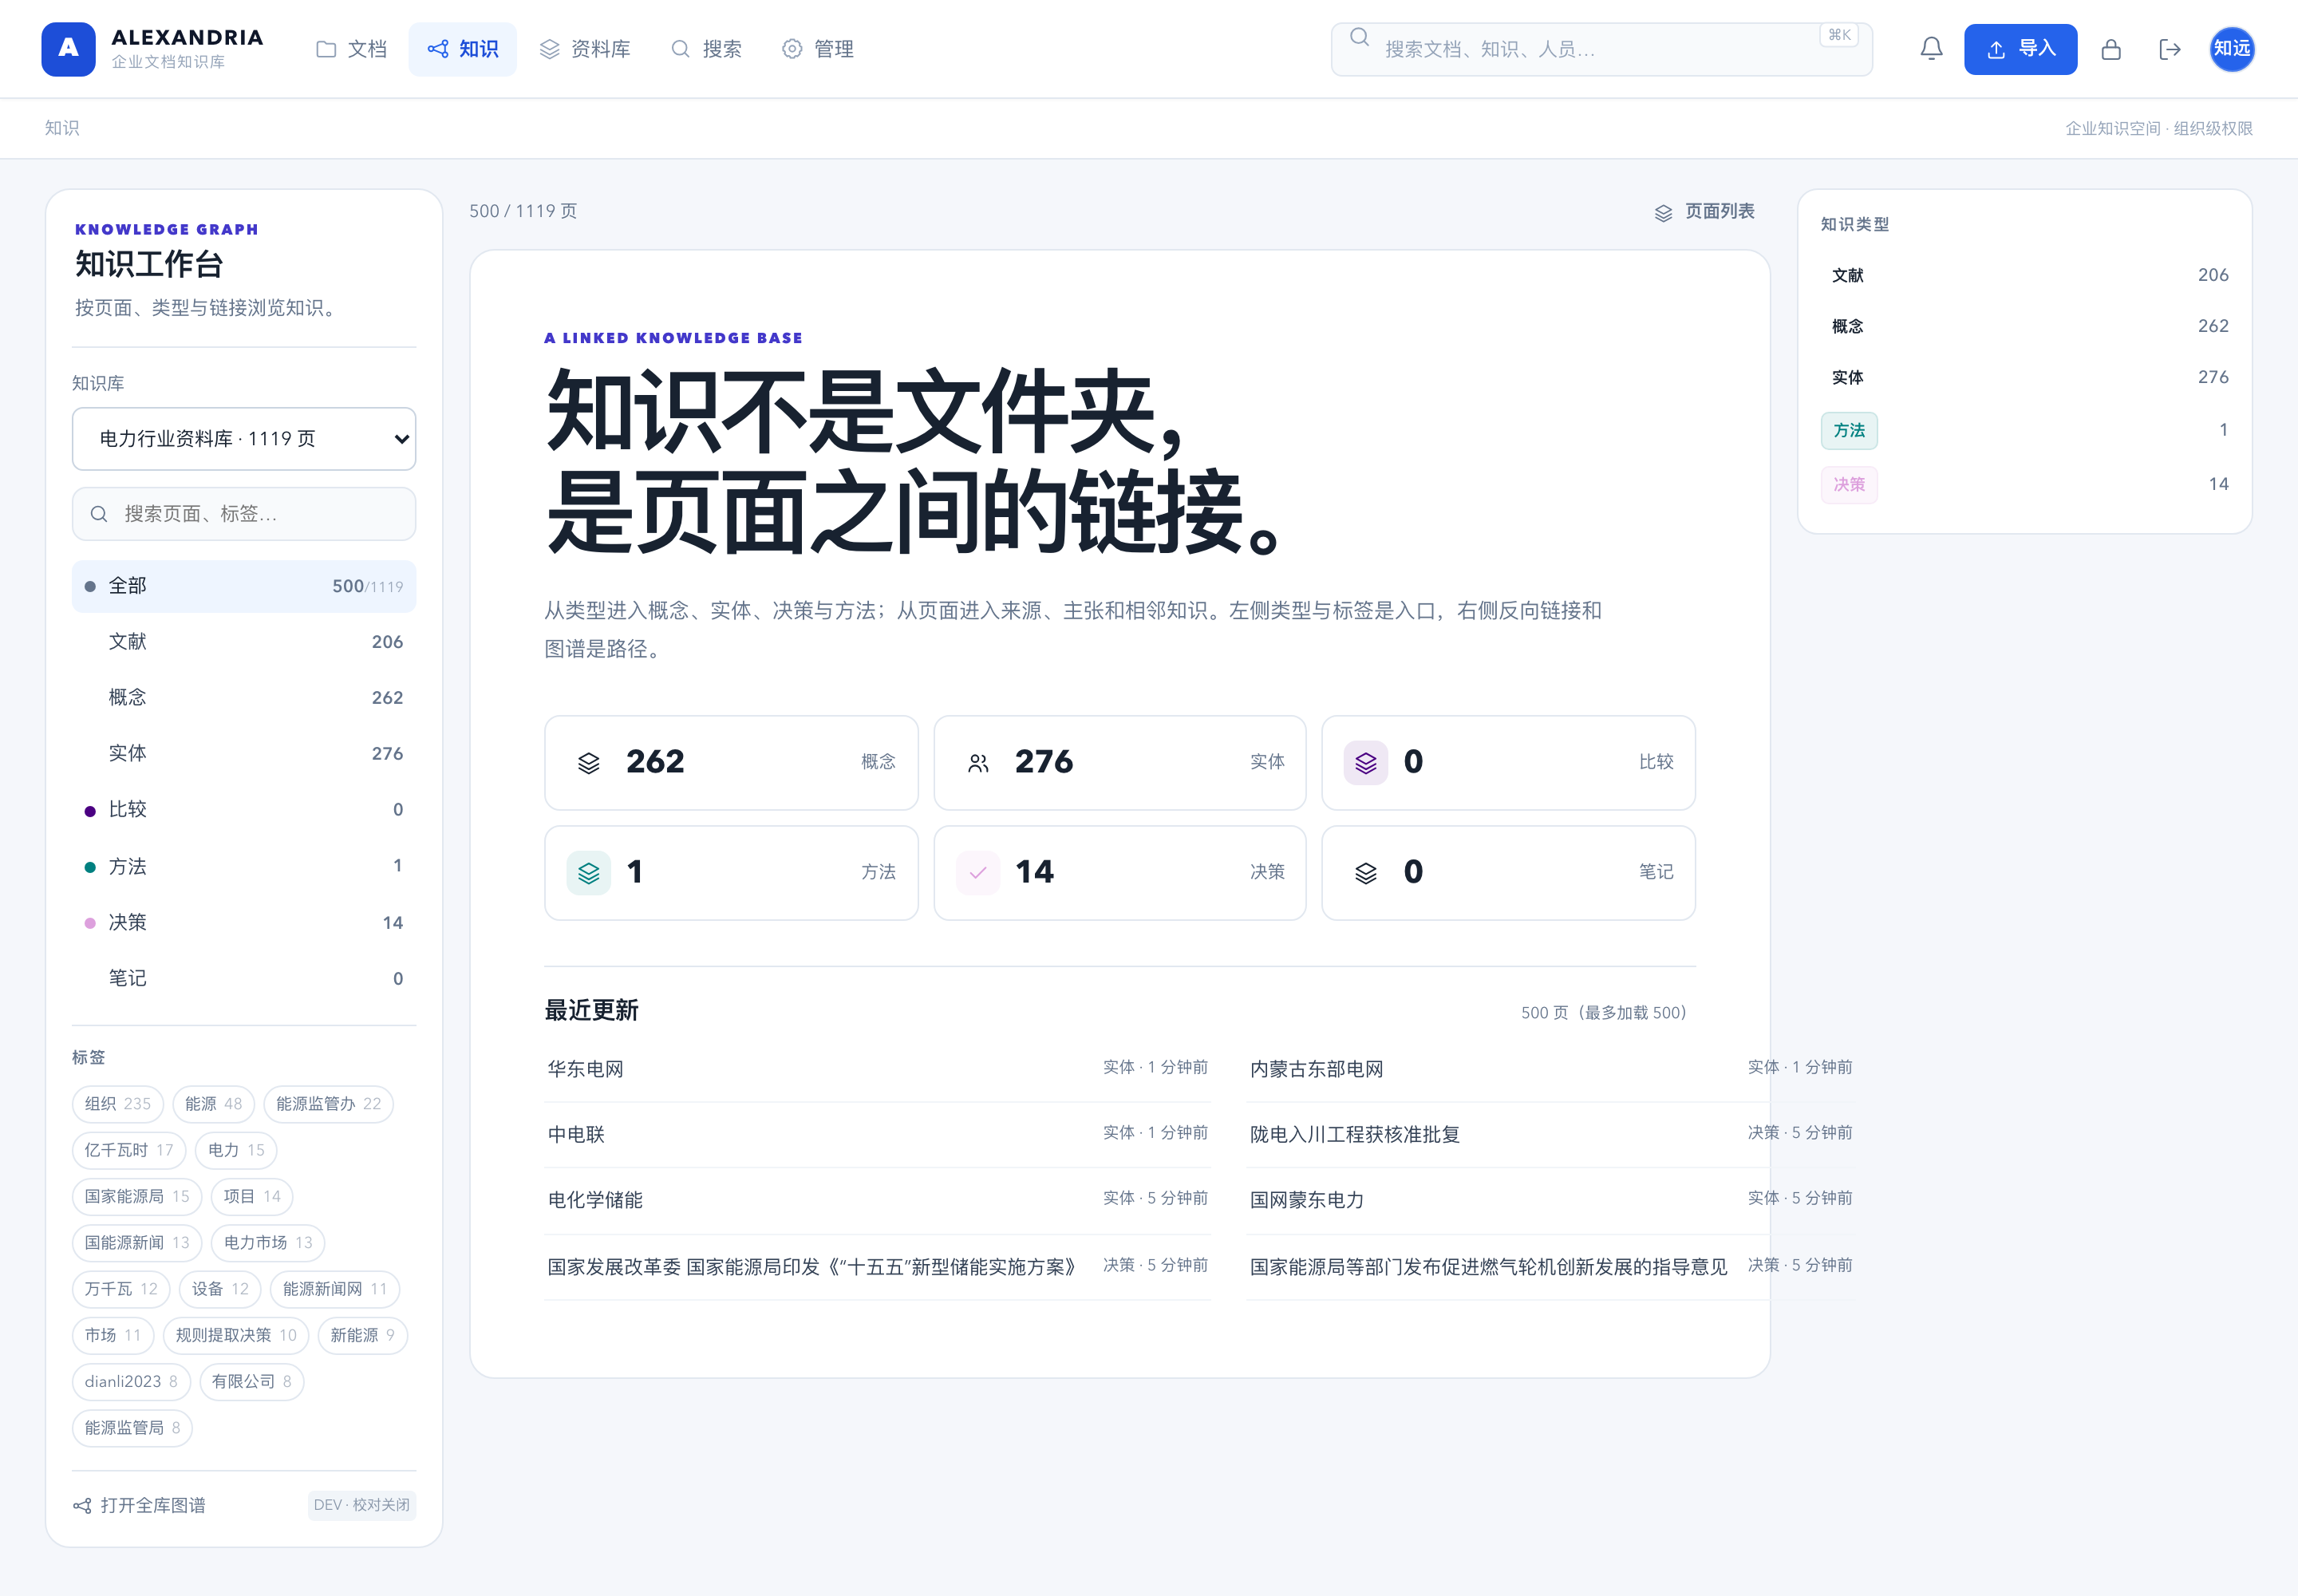 A
ALEXANDRIA
企业文档知识库
文档
知识
资料库
搜索
管理
搜索文档、知识、人员...
⌘K
导入
知远
知识
企业知识空间 · 组织级权限
KNOWLEDGE GRAPH
知识工作台
按页面、类型与链接浏览知识。
知识库
电力行业资料库 · 1119 页
搜索页面、标签...
全部 500/1119
文献 206
概念 262
实体 276
比较 0
方法 1
决策 14
笔记 0
标签
组织 235 能源 48 能源监管办 22
亿千瓦时 17 电力 15
国家能源局 15 项目 14
国能源新闻 13 电力市场 13
万千瓦 12 设备 12 能源新闻网 11
市场 11 规则提取决策 10 新能源 9
dianli2023 8 有限公司 8
能源监管局 8
打开全库图谱 DEV · 校对关闭
500 / 1119 页
页面列表
A LINKED KNOWLEDGE BASE
知识不是文件夹，
是页面之间的链接。
从类型进入概念、实体、决策与方法；从页面进入来源、主张和相邻知识。左侧类型与标签是入口，右侧反向链接和
图谱是路径。
262 概念
276 实体
0 比较
1 方法
14 决策
0 笔记
最近更新
500 页（最多加载 500）
华东电网 实体 · 1 分钟前
内蒙古东部电网 实体 · 1 分钟前
中电联 实体 · 1 分钟前
陇电入川工程获核准批复 决策 · 5 分钟前
电化学储能 实体 · 5 分钟前
国网蒙东电力 实体 · 5 分钟前
国家发展改革委 国家能源局印发《“十五五”新型储能实施方案》 决策 · 5 分钟前
国家能源局等部门发布促进燃气轮机创新发展的指导意见 决策 · 5 分钟前
知识类型
文献 206
概念 262
实体 276
方法 1
决策 14